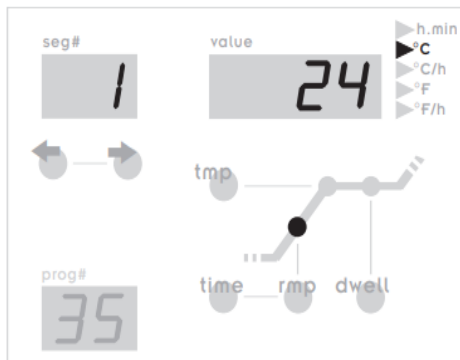 seg#
value
h.min
°C
°C/h
°F
°F/h
1
24
tmp
time rmp dwell
prog#
35